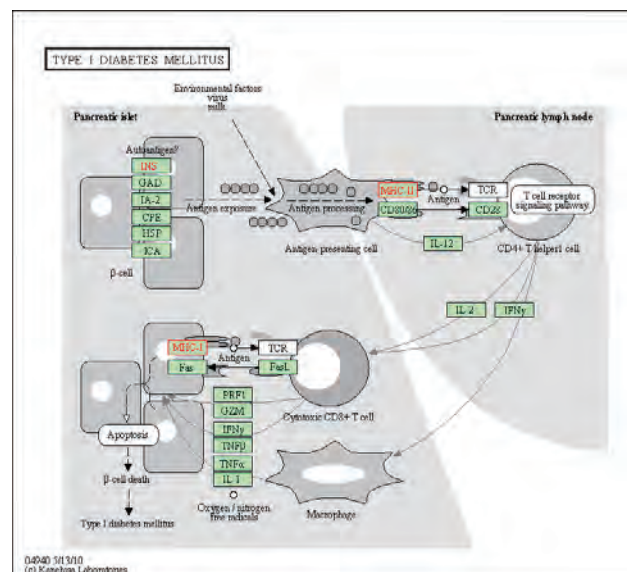 TYPE I DIABETES MELLITUS
Environmental factors
virus
milk
Pancreatic islet
Pancreatic lymph node
Autoantigen?
INS
GAD
IA-2
CPE
HSP
ICA
β-cell
Antigen exposure
Antigen processing
Antigen presenting cell
MHC-II
Antigen
TCR
CD80/86
CD28
T cell receptor
signaling pathway
IL-12
CD4+ T helper1 cell
IL-2
IFNγ
MHC-I
Antigen
TCR
Fas
FasL
PRF1
GZM
IFNγ
TNFβ
TNFα
IL-1
Cytotoxic CD8+ T cell
Apoptosis
β-cell death
Type I diabetes mellitus
Oxygen / nitrogen
free radicals
Macrophage
04940 5/13/10
(c) Kanehisa Laboratories